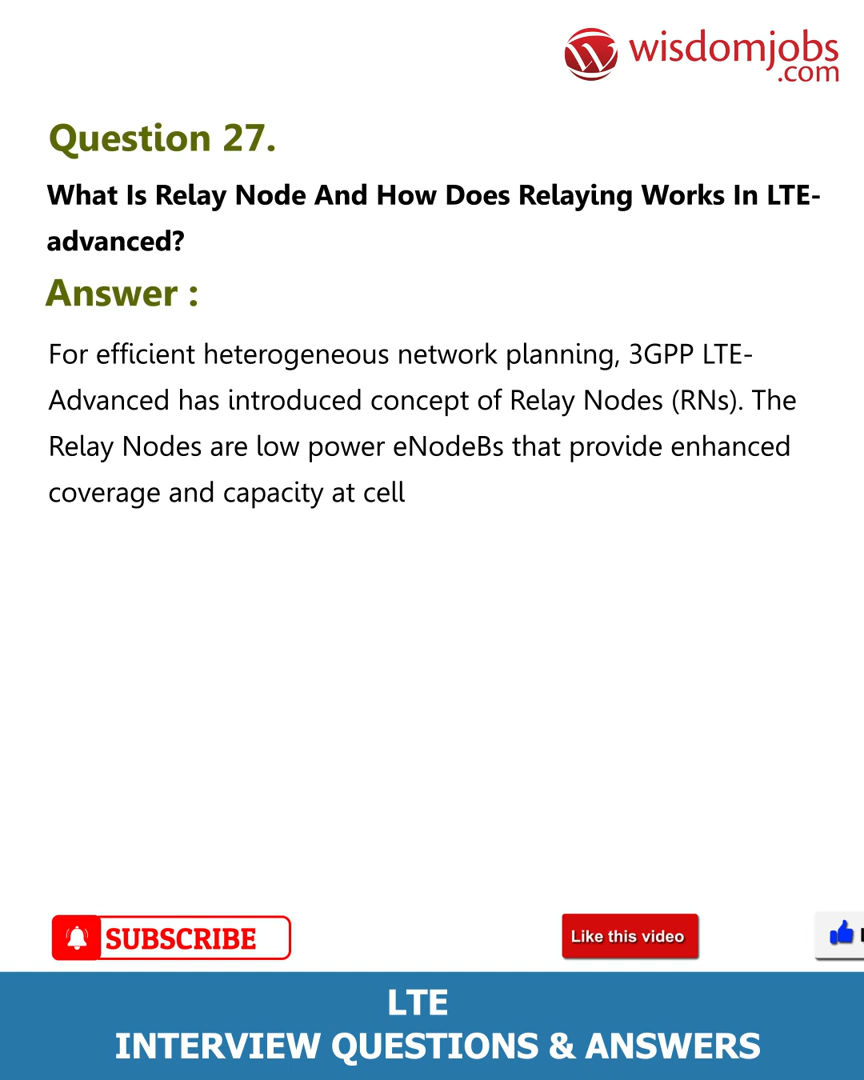 wisdomjobs
.com
Question 27.
What Is Relay Node And How Does Relaying Works In LTE-
advanced?
Answer :
For efficient heterogeneous network planning, 3GPP LTE-
Advanced has introduced concept of Relay Nodes (RNs). The
Relay Nodes are low power eNodeBs that provide enhanced
coverage and capacity at cell
SUBSCRIBE
Like this video
LTE
INTERVIEW QUESTIONS & ANSWERS